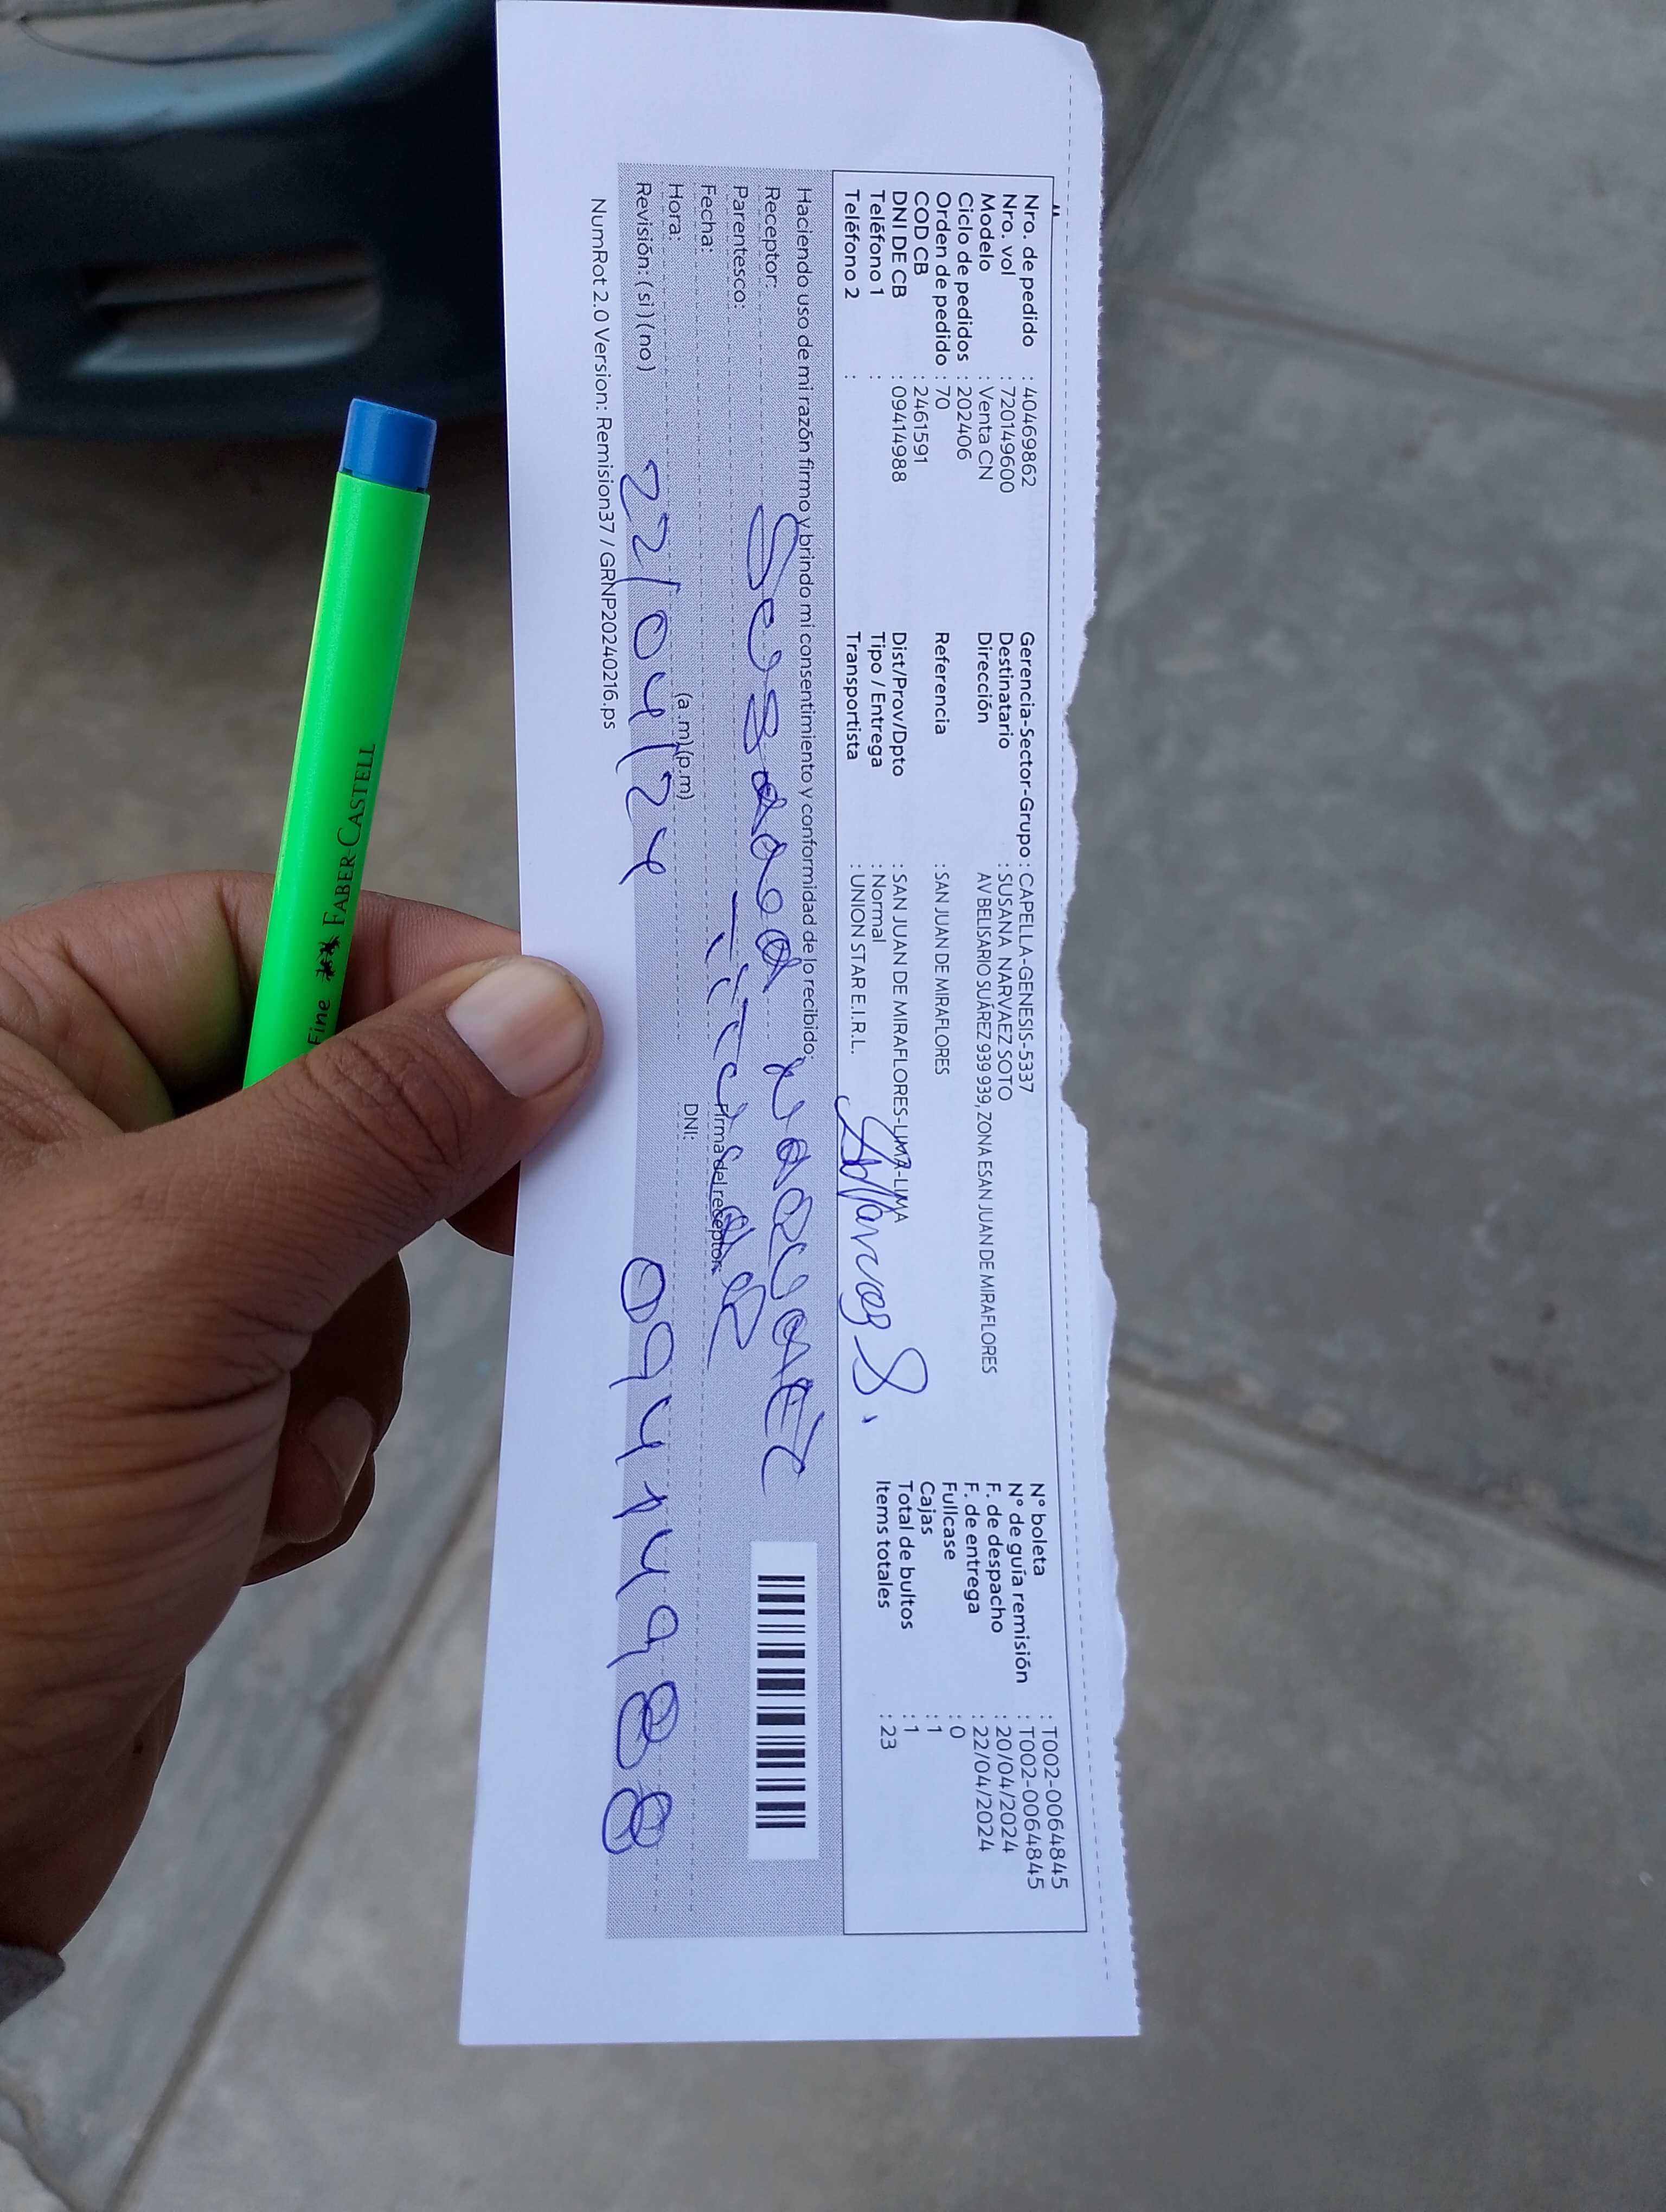 Nro. de pedido : 40469862
Nro. vol : 720149600
Modelo : Venta CN
Ciclo de pedidos : 202406
Orden de pedido : 70
COD CB : 2461591
DNI DE CB : 09414988
Teléfono 1 :
Teléfono 2 :
Gerencia-Sector-Grupo : CAPELLA-GENESIS-5337
Destinatario : SUSANA NARVAEZ SOTO
Dirección AV BELISARIO SUÁREZ 939 939, ZONA ESAN JUAN DE MIRAFLORES
Referencia : SAN JUAN DE MIRAFLORES
Dist/Prov/Dpto : SAN JUAN DE MIRAFLORES-LIMA-LIMA
Tipo / Entrega : Normal
Transportista : UNION STAR E.I.R.L.
N° boleta : T002-0064845
N° de guía remisión : T002-0064845
F. de despacho : 20/04/2024
F. de entrega : 22/04/2024
Fullcase : 0
Cajas : 1
Total de bultos : 1
Items totales : 23
Haciendo uso de mi razón firmo y brindo mi consentimiento y conformidad de lo recibido:
Receptor: Susana Narvaez
Parentesco: Titular
Fecha:
Firma del receptor:
Hora: (a.m) (p.m)
DNI:
Revisión: (si) (no) 22/04/24 09414988
NumRot 2.0 Version: Remision37 / GRNP20240216.ps
FABER-CASTELL fine